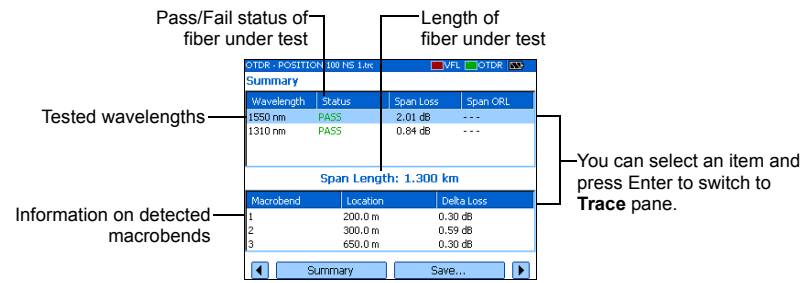 Pass/Fail status of
fiber under test
Length of
fiber under test
OTDR - POSITION 100 NS 1.trc VFL OTDR
Summary
Wavelength Status Span Loss Span ORL
1550 nm PASS 2.01 dB - - -
1310 nm PASS 0.84 dB - - -
Span Length: 1.300 km
Macrobend Location Delta Loss
1 200.0 m 0.30 dB
2 300.0 m 0.59 dB
3 650.0 m 0.30 dB
Summary Save...
Tested wavelengths
Information on detected
macrobends
You can select an item and
press Enter to switch to
Trace pane.